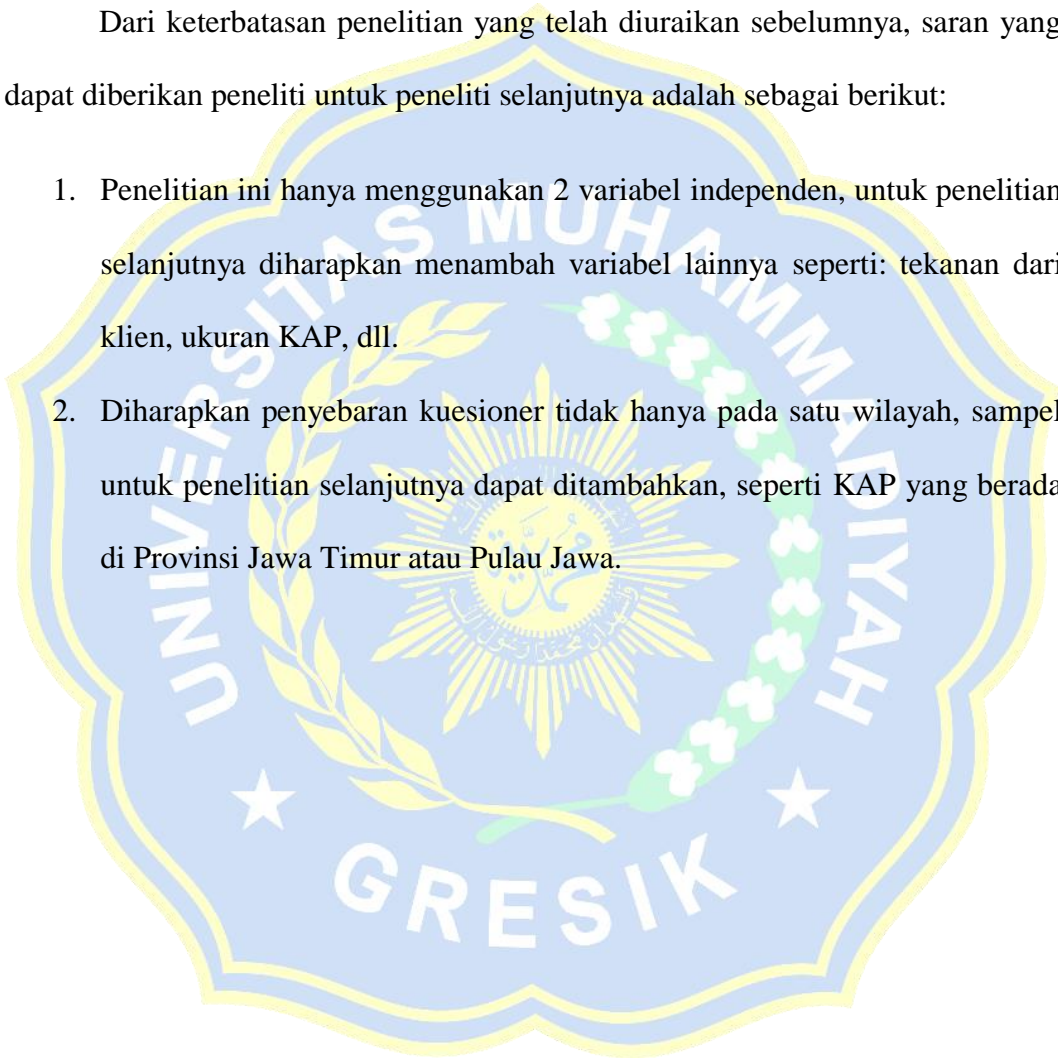 Dari keterbatasan penelitian yang telah diuraikan sebelumnya, saran yang
dapat diberikan peneliti untuk peneliti selanjutnya adalah sebagai berikut:
1. Penelitian ini hanya menggunakan 2 variabel independen, untuk penelitian
selanjutnya diharapkan menambah variabel lainnya seperti: tekanan dari
klien, ukuran KAP, dll.
2. Diharapkan penyebaran kuesioner tidak hanya pada satu wilayah, sampel
untuk penelitian selanjutnya dapat ditambahkan, seperti KAP yang berada
di Provinsi Jawa Timur atau Pulau Jawa.
UNIVERSITAS MUHAMMADIYAH
GRESIK